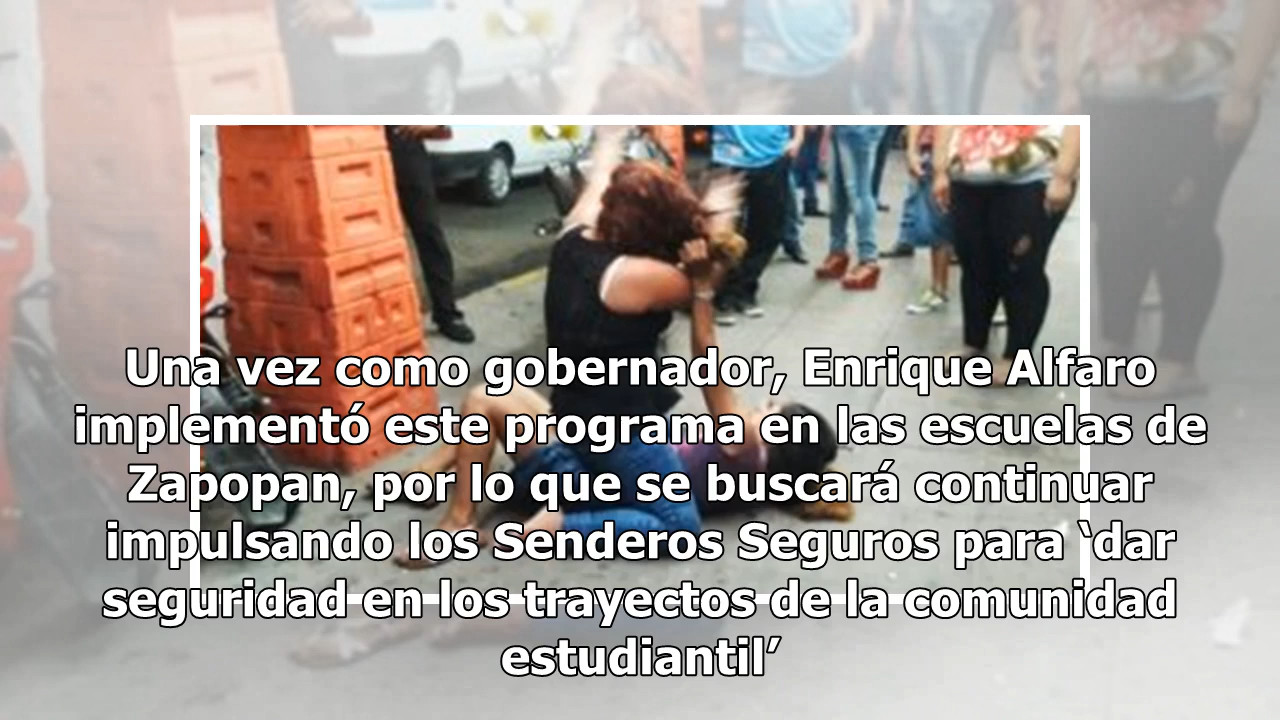 Una vez como gobernador, Enrique Alfaro
implementó este programa en las escuelas de
Zapopan, por lo que se buscará continuar
impulsando los Senderos Seguros para ‘dar
seguridad en los trayectos de la comunidad
estudiantil’